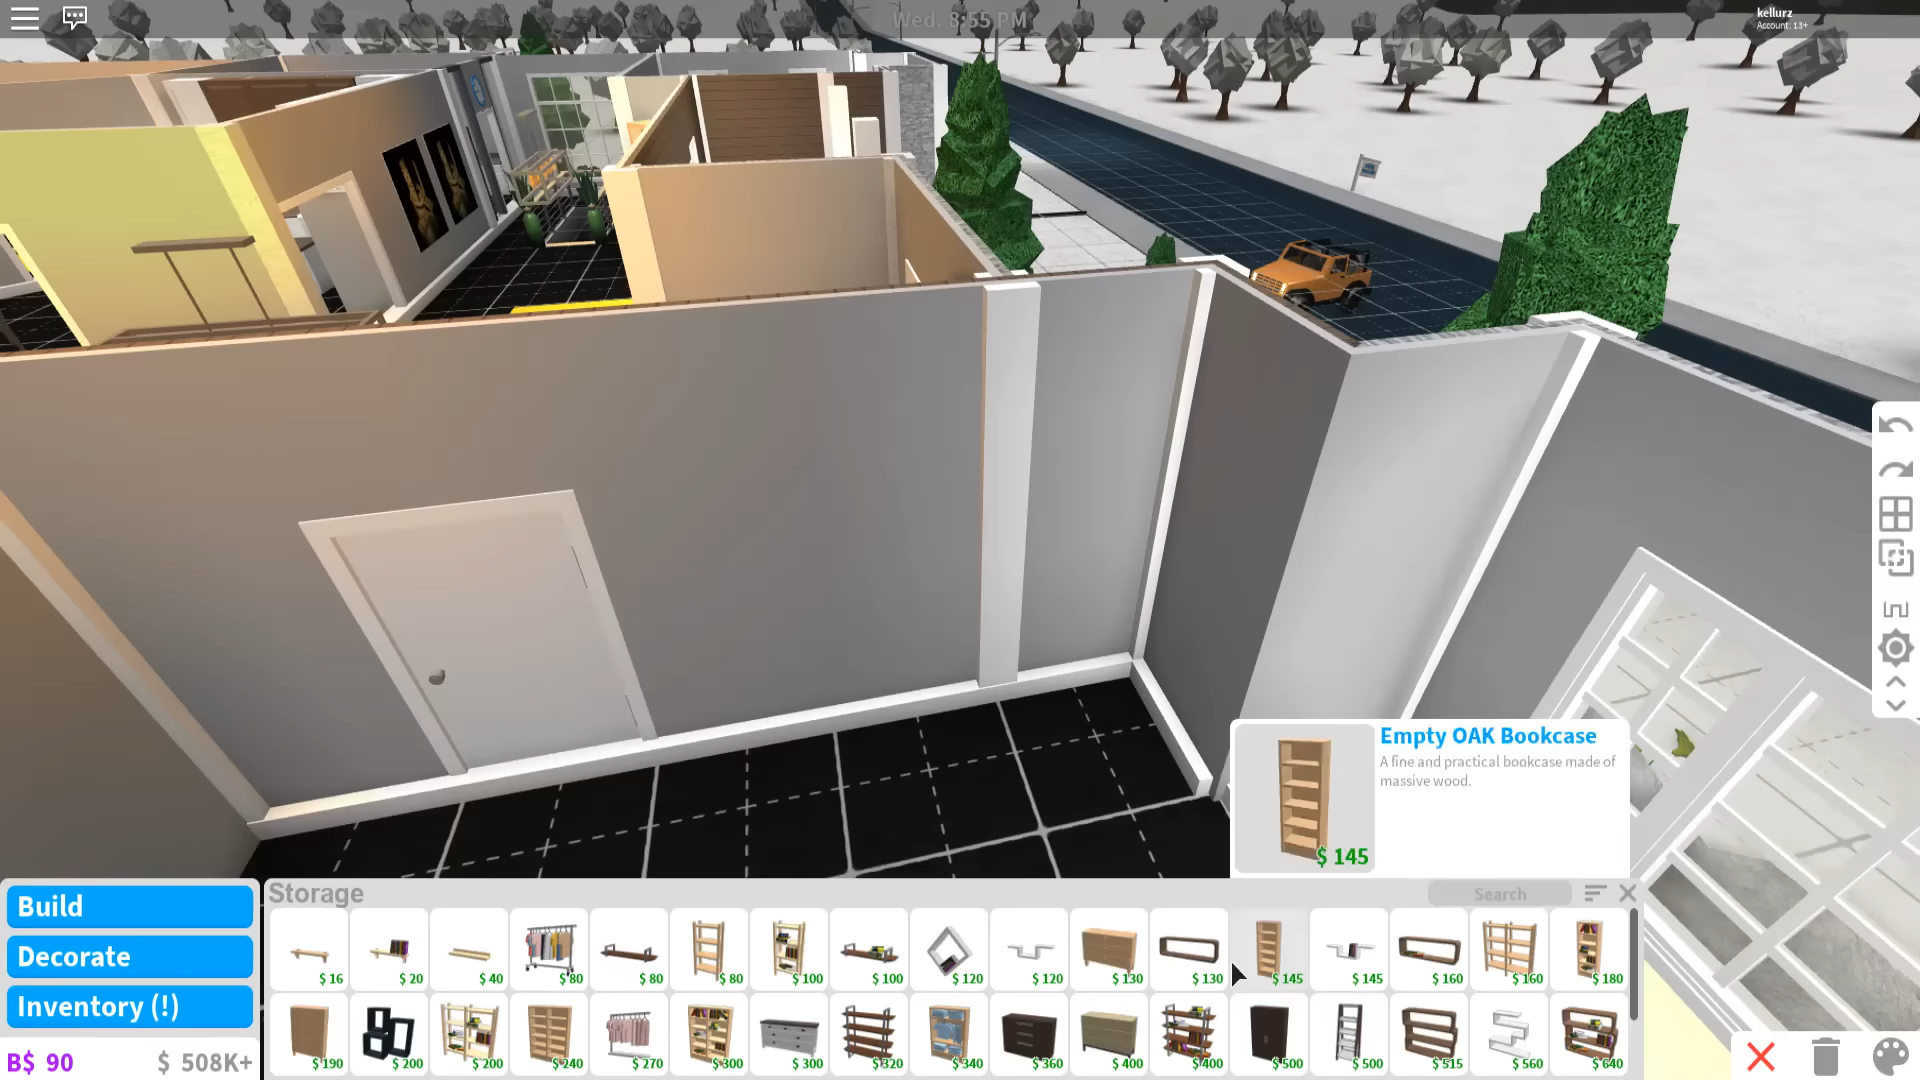 Wed. 8:55 PM
kellurz
Account: 13+
Empty OAK Bookcase
A fine and practical bookcase made of
massive wood.
$ 145
Build
Decorate
Inventory (!)
B$ 90
$ 508K+
Storage
Search
$ 16
$ 20
$ 40
$ 80
$ 80
$ 80
$ 100
$ 100
$ 120
$ 120
$ 130
$ 130
$ 145
$ 145
$ 160
$ 160
$ 180
$ 190
$ 200
$ 200
$ 240
$ 270
$ 300
$ 300
$ 320
$ 340
$ 360
$ 400
$ 400
$ 500
$ 500
$ 515
$ 560
$ 640